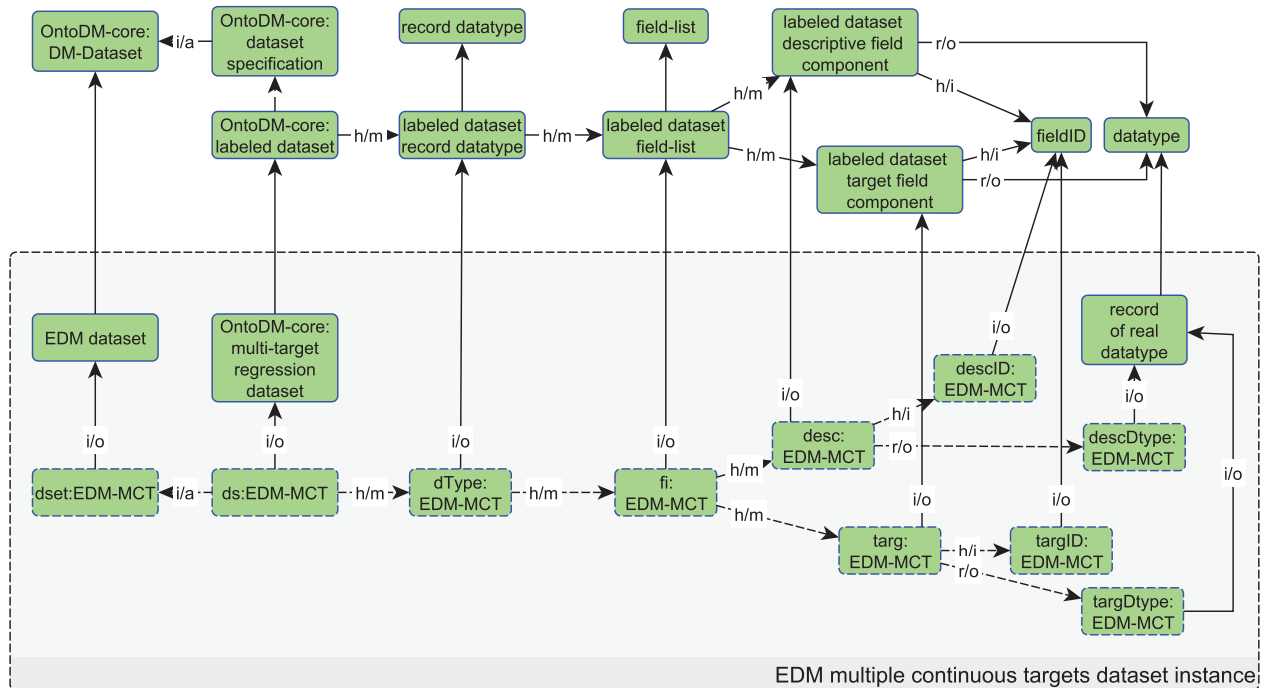 OntoDM-core:
DM-Dataset
i/a
OntoDM-core:
dataset
specification
record datatype
field-list
labeled dataset
descriptive field
component
r/o
h/i
h/m
OntoDM-core:
labeled dataset
h/m
labeled dataset
record datatype
h/m
labeled dataset
field-list
h/m
labeled dataset
target field
component
h/i
r/o
fieldID
datatype
EDM dataset
OntoDM-core:
multi-target
regression
dataset
record
of real
datatype
i/o
descID:
EDM-MCT
i/o
i/o
h/i
desc:
EDM-MCT
r/o
descDtype:
EDM-MCT
i/o
i/o
i/o
i/o
h/m
i/o
dset:EDM-MCT
i/a
ds:EDM-MCT
h/m
dType:
EDM-MCT
h/m
fi:
EDM-MCT
h/m
i/o
i/o
targ:
EDM-MCT
h/i
r/o
targID:
EDM-MCT
targDtype:
EDM-MCT
EDM multiple continuous targets dataset instance